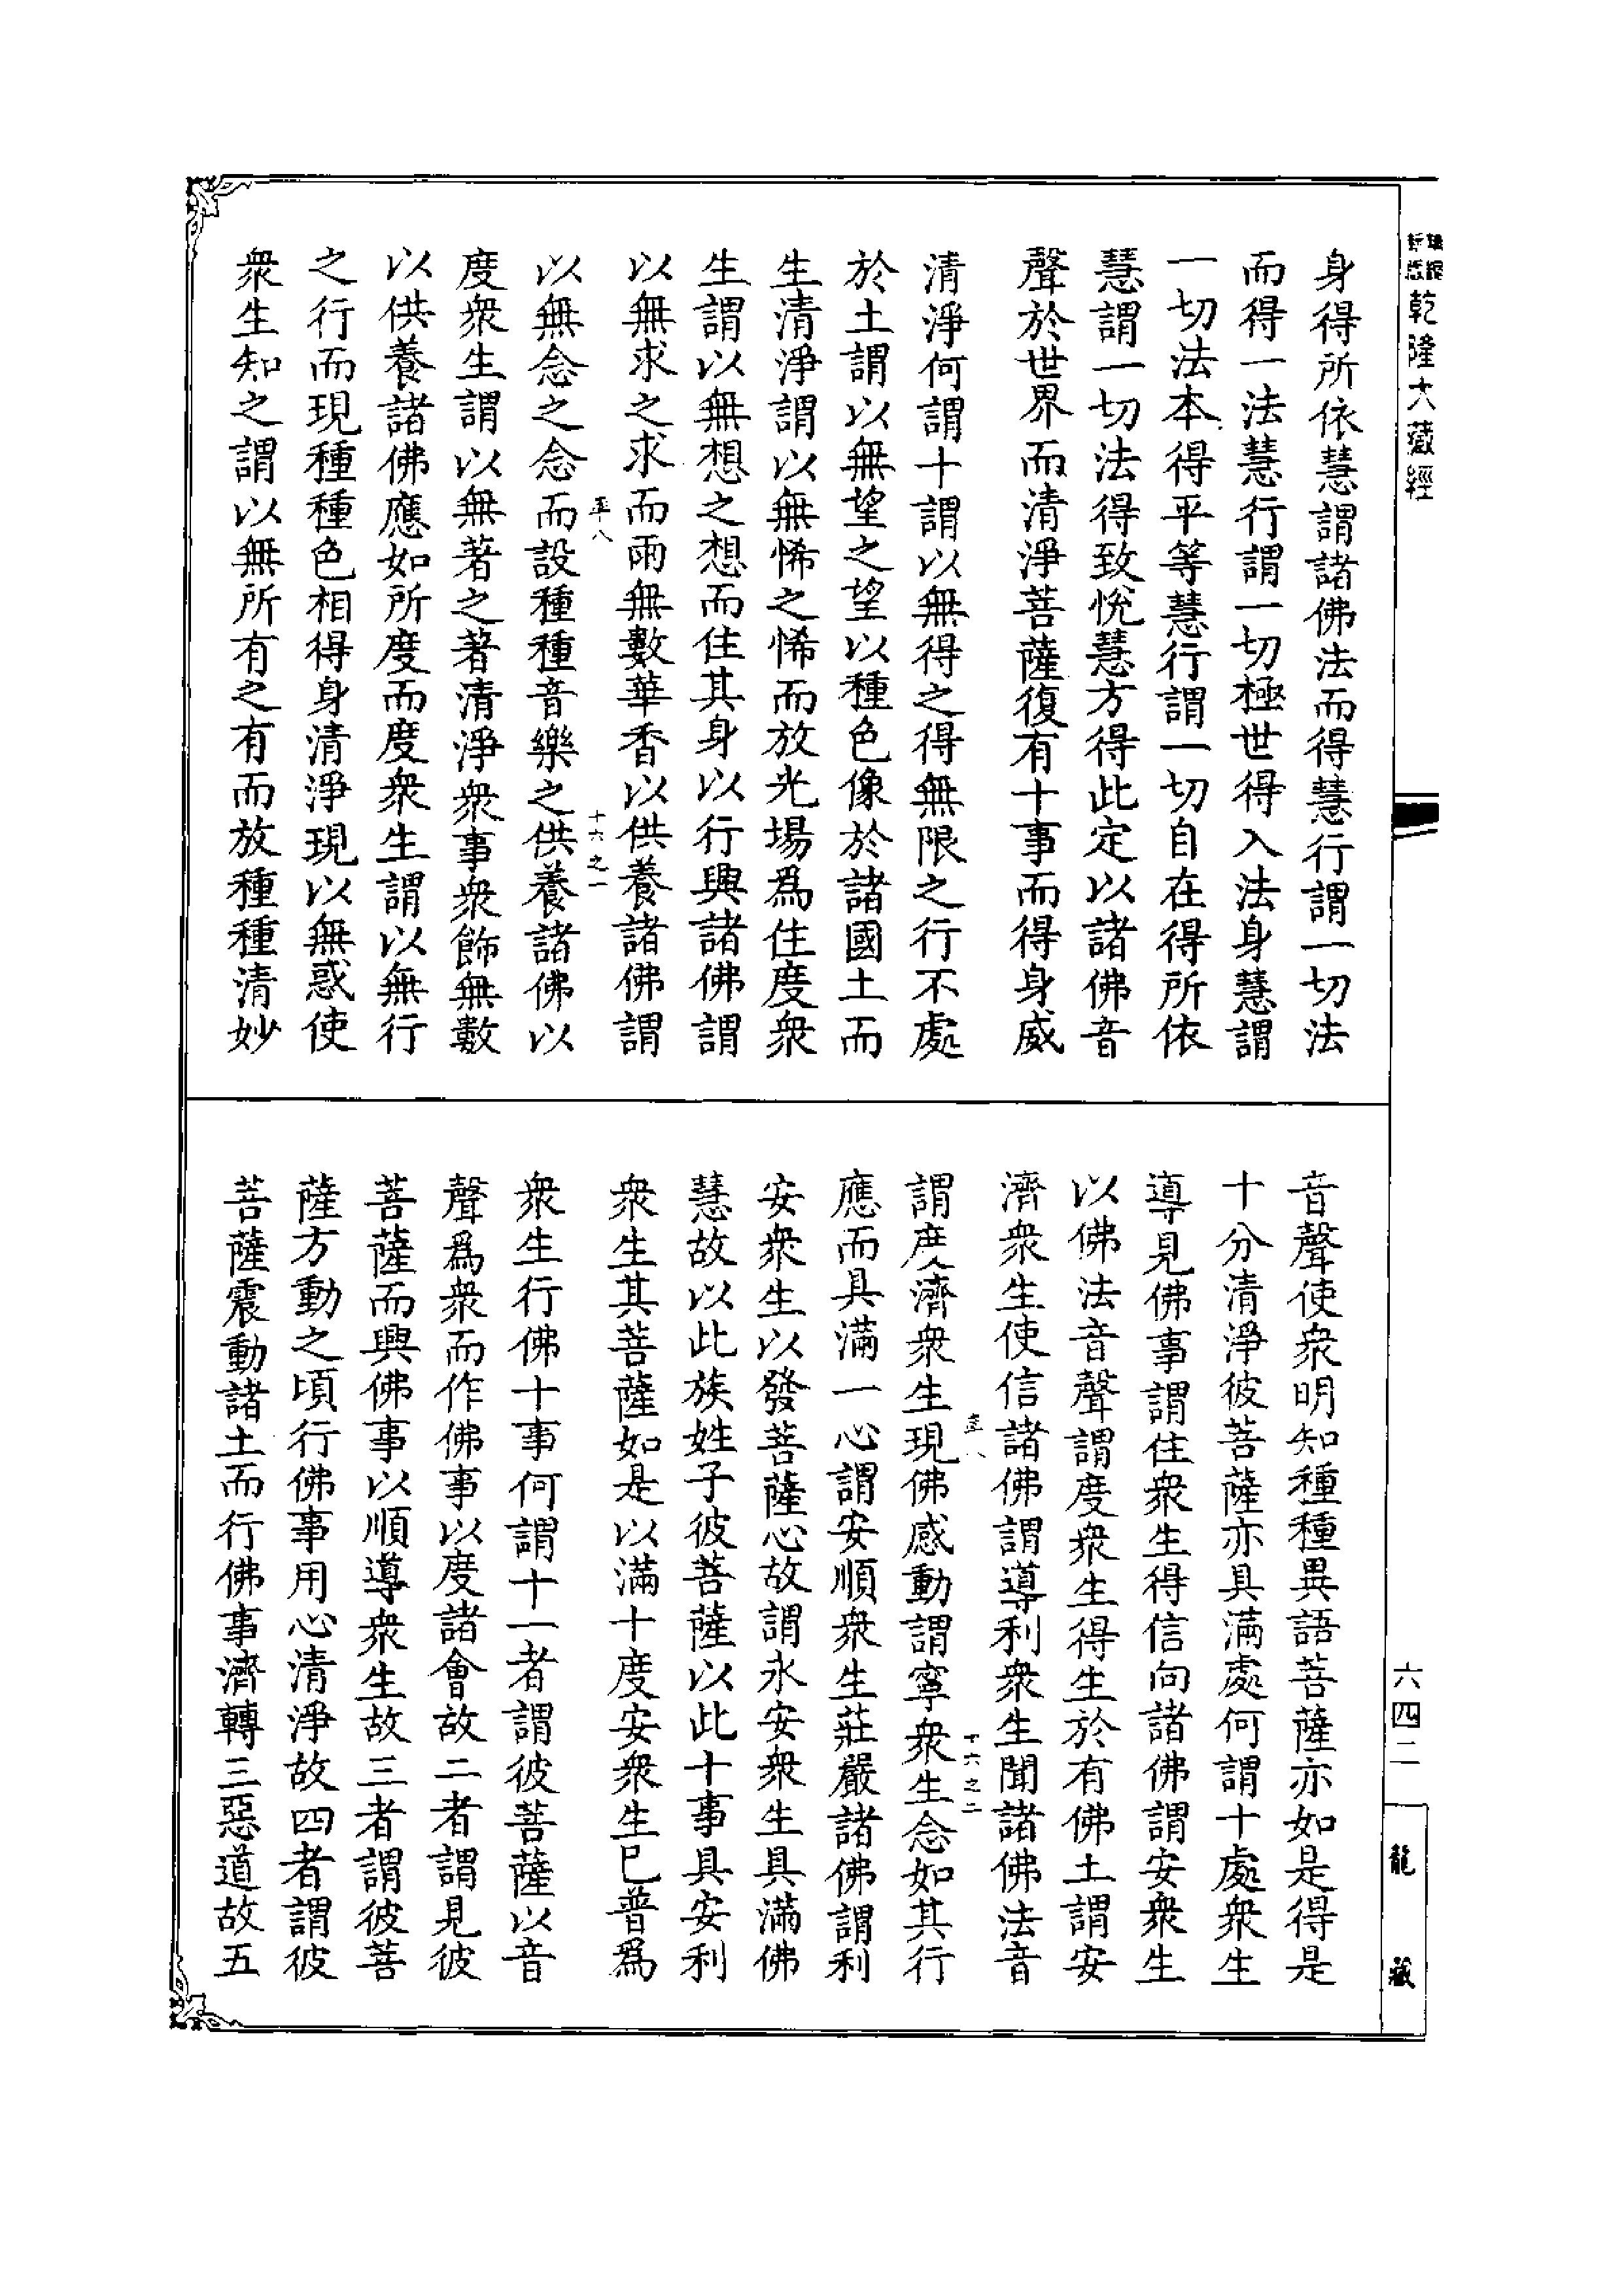 乾隆大藏經
身得所依慧謂諸佛法而得慧行謂一切法
而得一法慧行謂一切極世得入法身慧謂
一切法本得平等慧行謂一切自在得所依
慧謂一切法得致悅慧方得此定以諸佛音
聲於世界而清淨菩薩復有十事而得身威
清淨何謂十謂以無得之得無限之行不處
於土謂以無望之望以種色像於諸國土而
生清淨謂以無悕之悕而放光場為住度衆
生謂以無想之想而住其身以行興諸佛謂
以無求之求而雨無數華香以供養諸佛謂
十六之一
以無念之念而設種種音樂之供養諸佛以
度衆生謂以無著之著清淨衆事衆飾無數
以供養諸佛應如所度而度衆生謂以無行
之行而現種種色相得身清淨現以無惑使
衆生知之謂以無所有之有而放種種清妙
音聲使衆明知種種異語菩薩亦如是得是
十分清淨彼菩薩亦具滿處何謂十處衆生
導見佛事謂住衆生得信向諸佛謂安衆生
以佛法音聲謂度衆生得生於有佛土謂安
濟衆生使信諸佛謂導利衆生聞諸佛法音
謂度濟衆生現佛感動謂寧衆生念如其行
十六之二
應而具滿一心謂安順衆生莊嚴諸佛謂利
安衆生以發菩薩心故謂永安衆生具滿佛
慧故以此族姓子彼菩薩以此十事具安利
衆生其菩薩如是以滿十度安衆生已普爲
衆生行佛十事何謂十一者謂彼菩薩以音
聲爲衆而作佛事以度諸會故二者謂見彼
菩薩而興佛事以順導衆生故三者謂彼菩
薩方動之頃行佛事用心清淨故四者謂彼
菩薩震動諸土而行佛事濟轉三惡道故五
六四二
龍藏